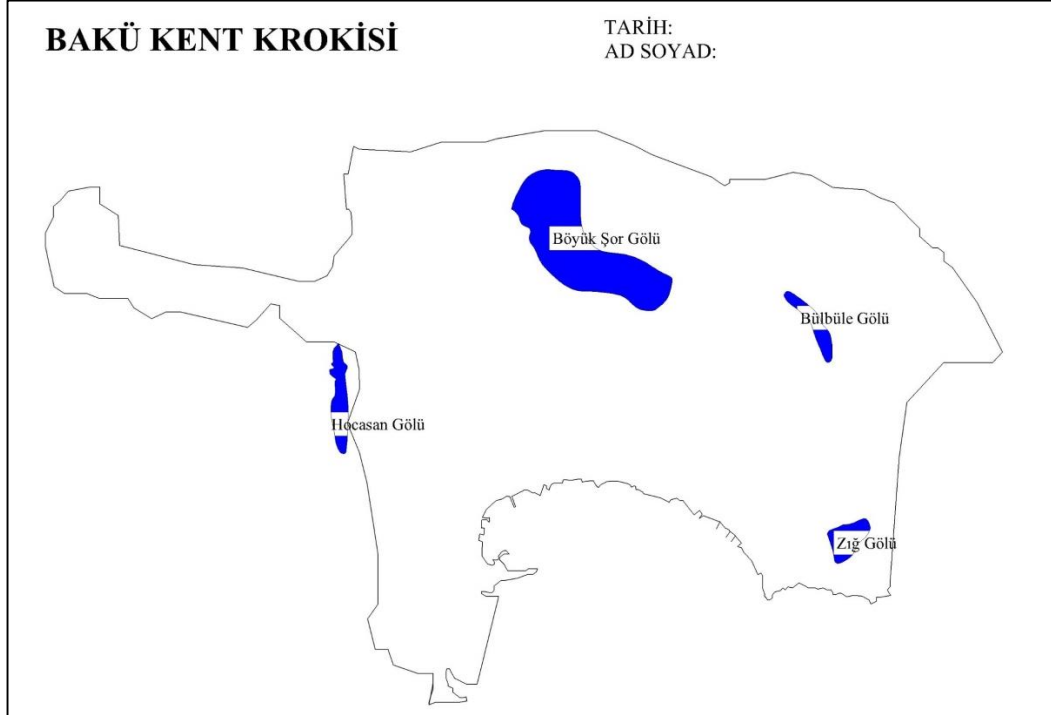 BAKÜ KENT KROKİSİ
TARİH:
AD SOYAD:
Böyük Şor Gölü
Bülbüle Gölü
Hocasan Gölü
Zığ Gölü